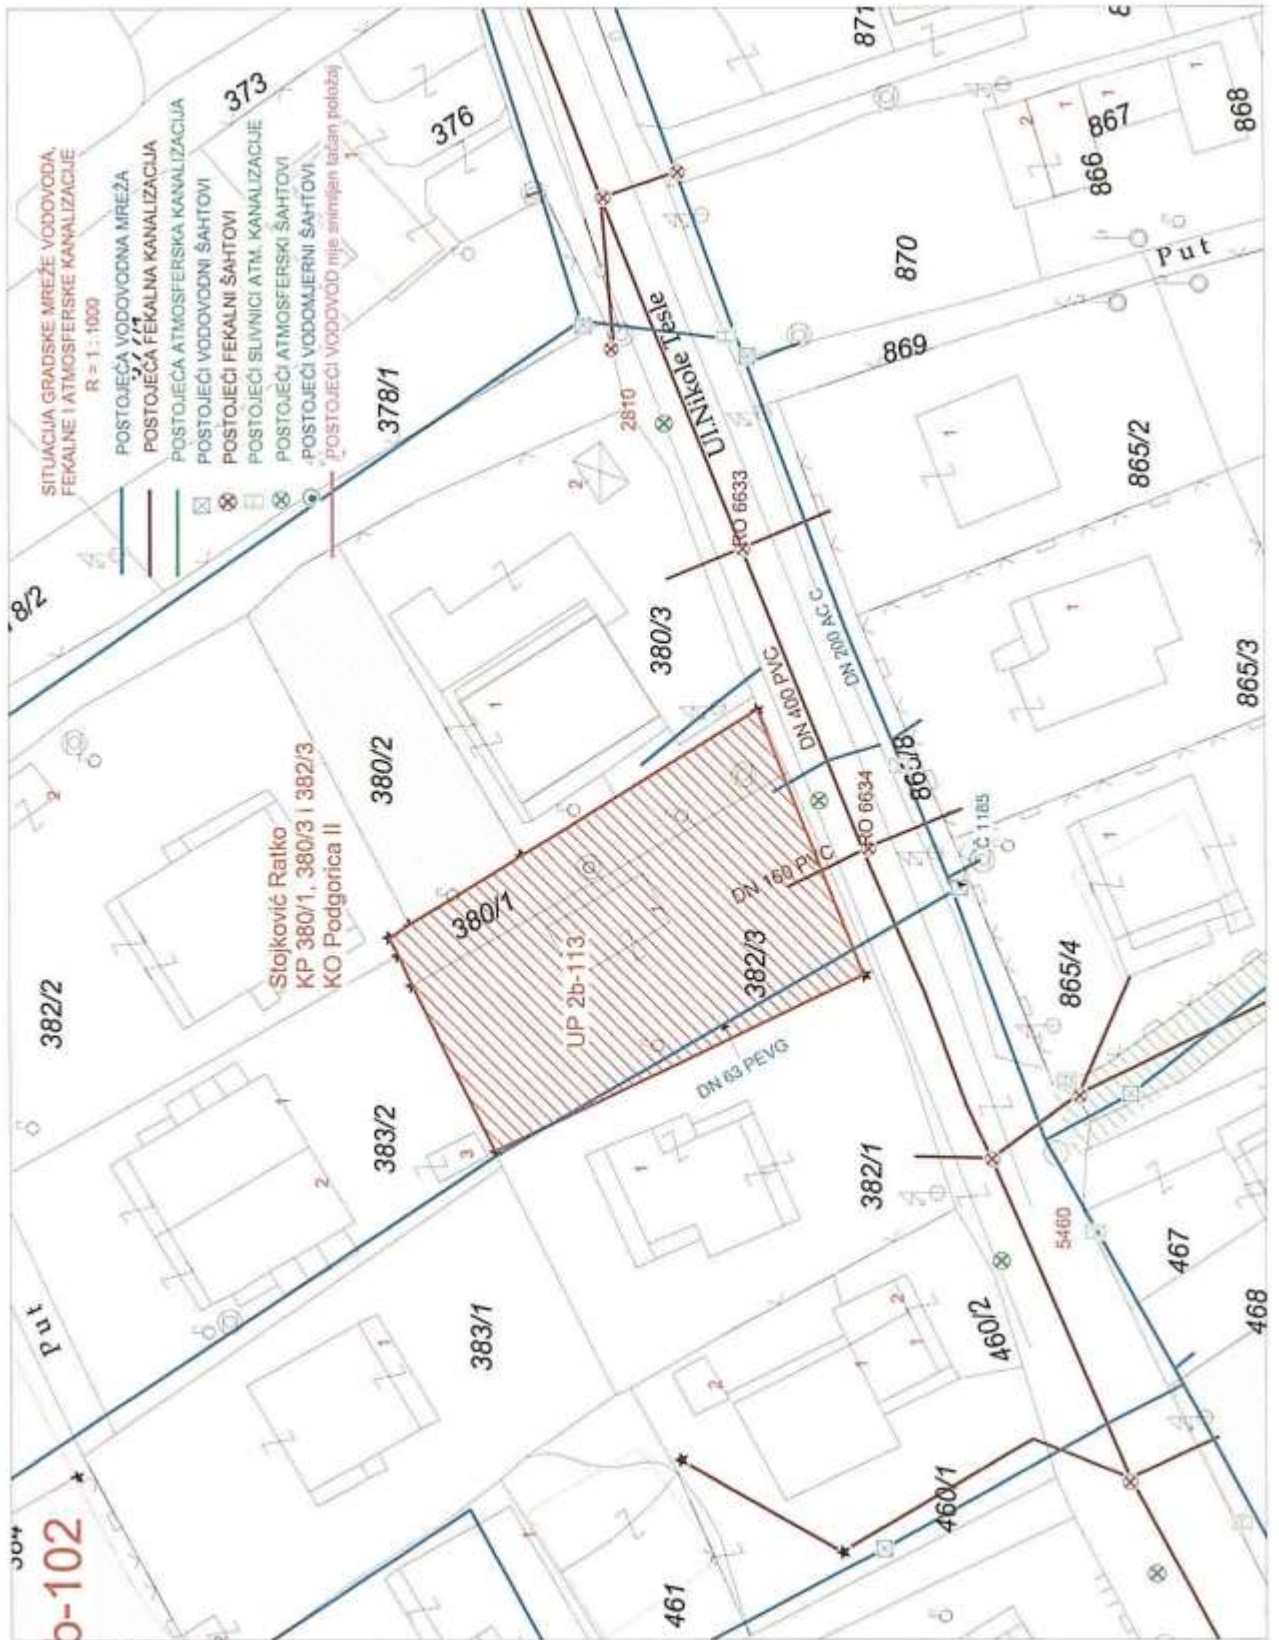 SITUACIJA GRADSKE MREŽE VODOVODA,
FEKALNE I ATMOSFERSKE KANALIZACIJE
R = 1 : 1000
POSTOJEĆA VODOVODNA MREŽA
POSTOJEĆA FEKALNA KANALIZACIJA
POSTOJEĆA ATMOSFERSKA KANALIZACIJA
POSTOJEĆI VODOVODNI ŠAHTOVI
POSTOJEĆI FEKALNI ŠAHTOVI
POSTOJEĆI SLIVNICI ATM. KANALIZACIJE
POSTOJEĆI ATMOSFERSKI ŠAHTOVI
POSTOJEĆI VODOMJERNI ŠAHTOVI
POSTOJEĆI VODOVOD nije snimljen tačan položaj
373
376
378/1
8/2
380/2
380/3
2810
Ul.Nikole Tesle
RO 6633
DN 400 PVC
DN 200 AC C
RO 6634
DN 160 PVC
Č 1185
Stojković Ratko
KP 380/1, 380/3 i 382/3
KO Podgorica II
380/1
UP 2b-113
382/3
DN 63 PEVG
382/2
383/2
382/1
383/1
Put
-102
461
460/1
460/2
5460
467
468
865/4
865/3
865/2
869
870
Put
866
867
868
871